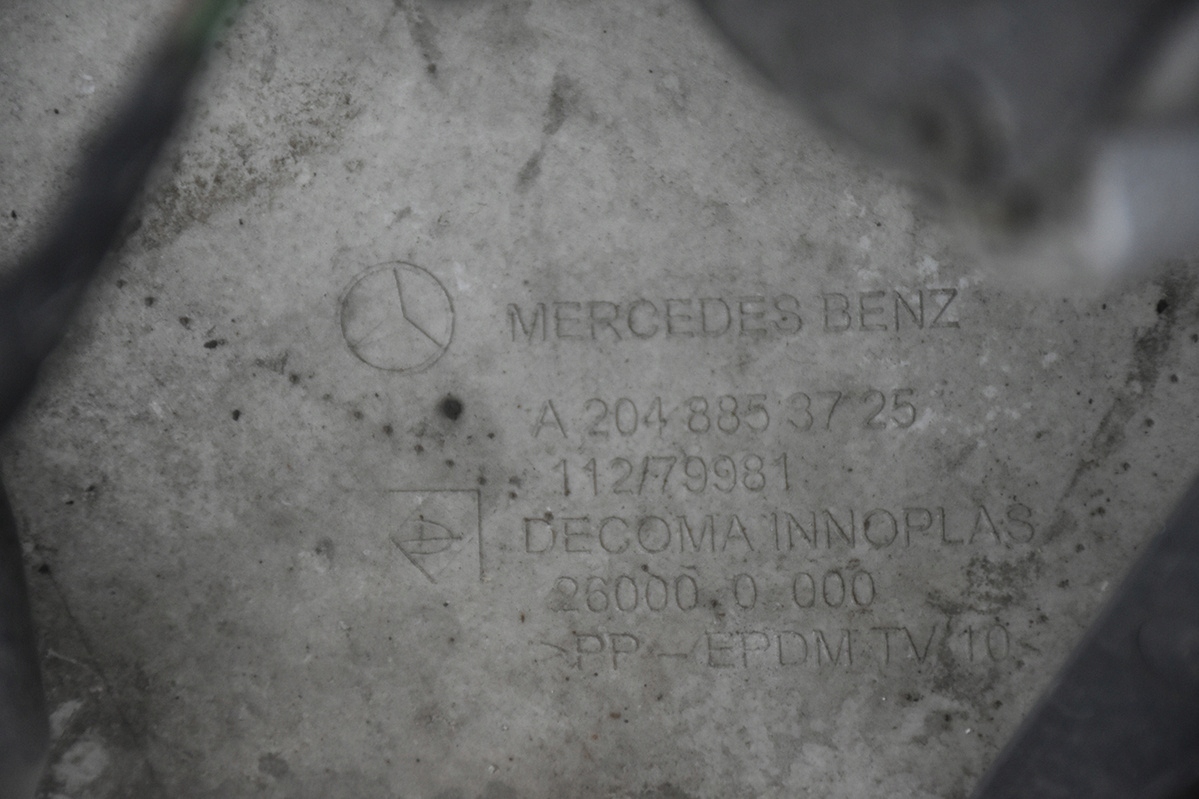 MERCEDES BENZ
A 204 885 37 25
112/79981
DECOMA INNOPLAS
26000 0 000
>PP-EPDM TV 10<